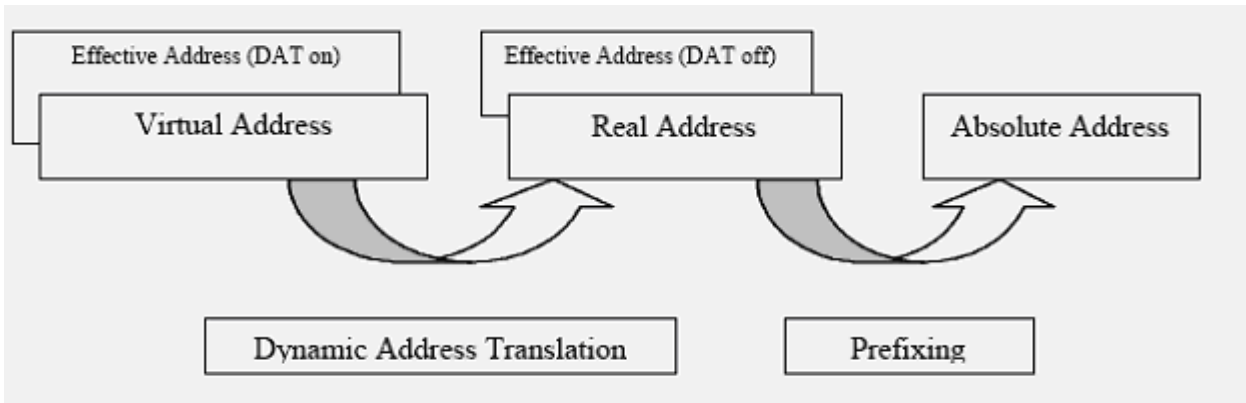 Effective Address (DAT on)
Virtual Address
Effective Address (DAT off)
Real Address
Absolute Address
Dynamic Address Translation
Prefixing